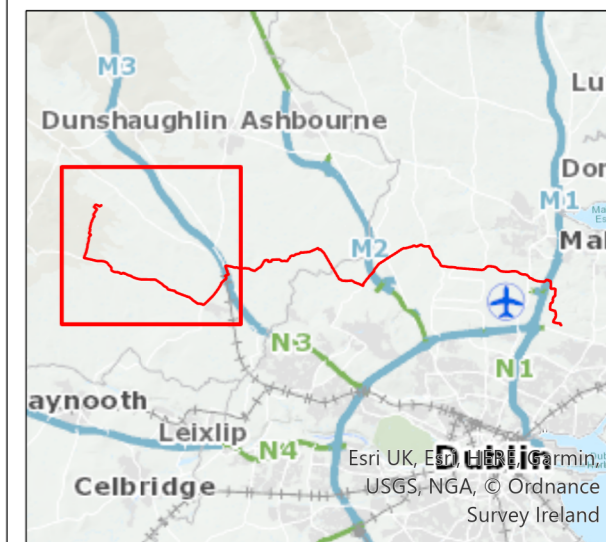 M3
Lu
Dunshaughlin Ashbourne
Don
M1
M2
Mal
N3
N1
aynooth
Leixlip
N4
Dublin
Celbridge
Esri UK, Esri, HERE, Garmin,
USGS, NGA, © Ordnance
Survey Ireland